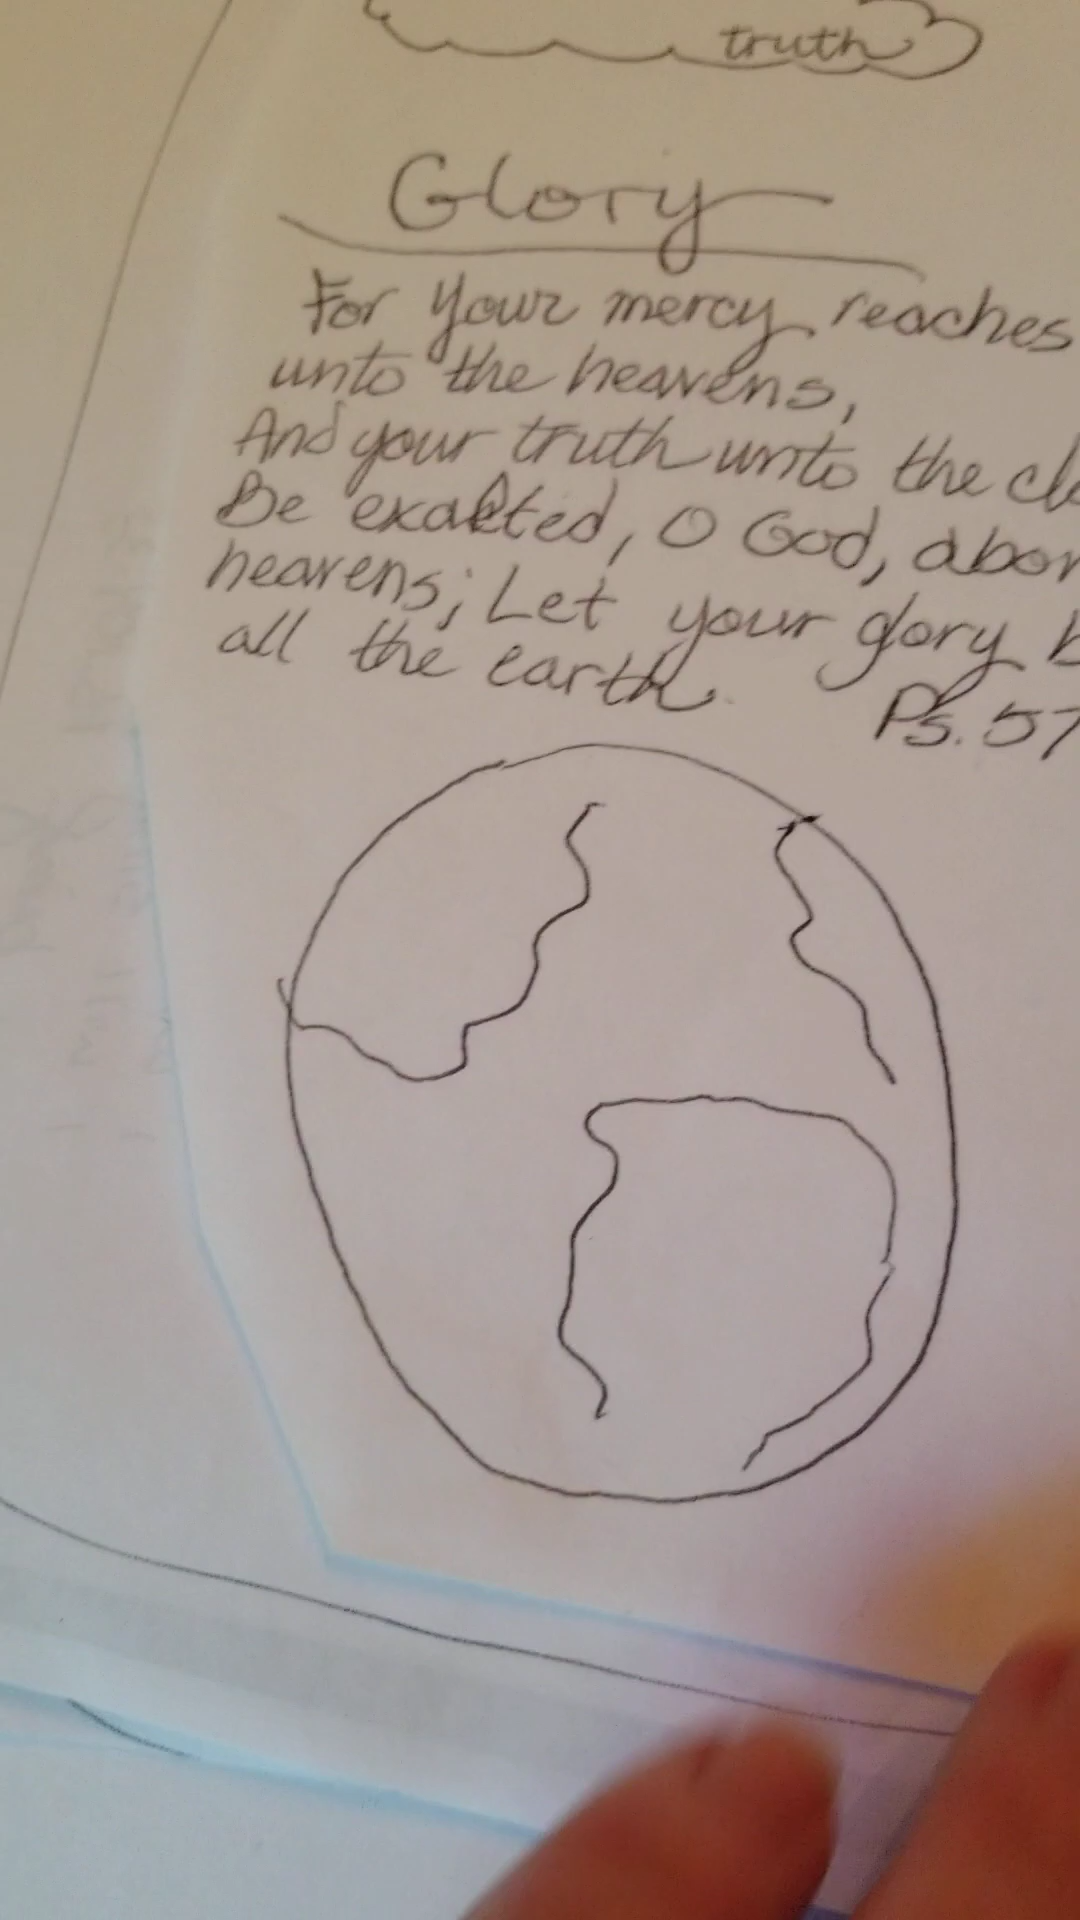 truth
Glory
For your mercy reaches
unto the heavens,
And your truth unto the
Be exalted, O God,
heavens; Let your glory
all the earth.
Ps. 57